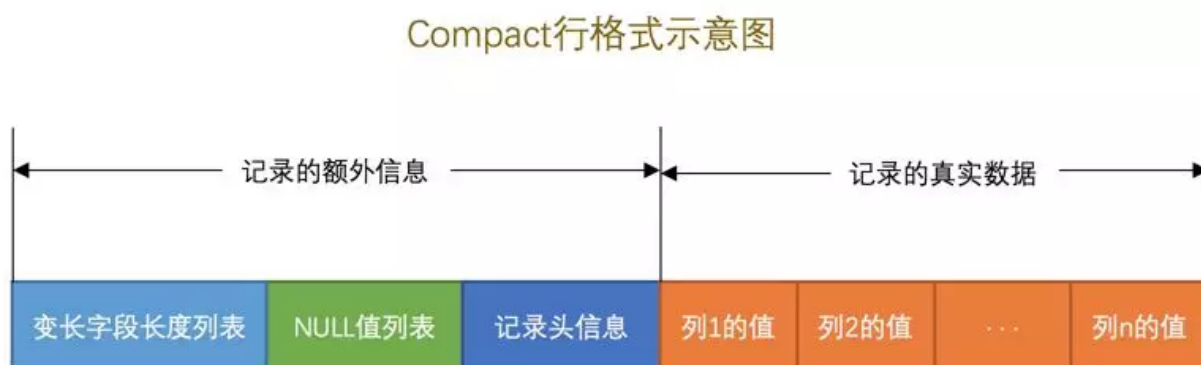 Compact行格式示意图
记录的额外信息
记录的真实数据
变长字段长度列表
NULL值列表
记录头信息
列1的值
列2的值
...
列n的值